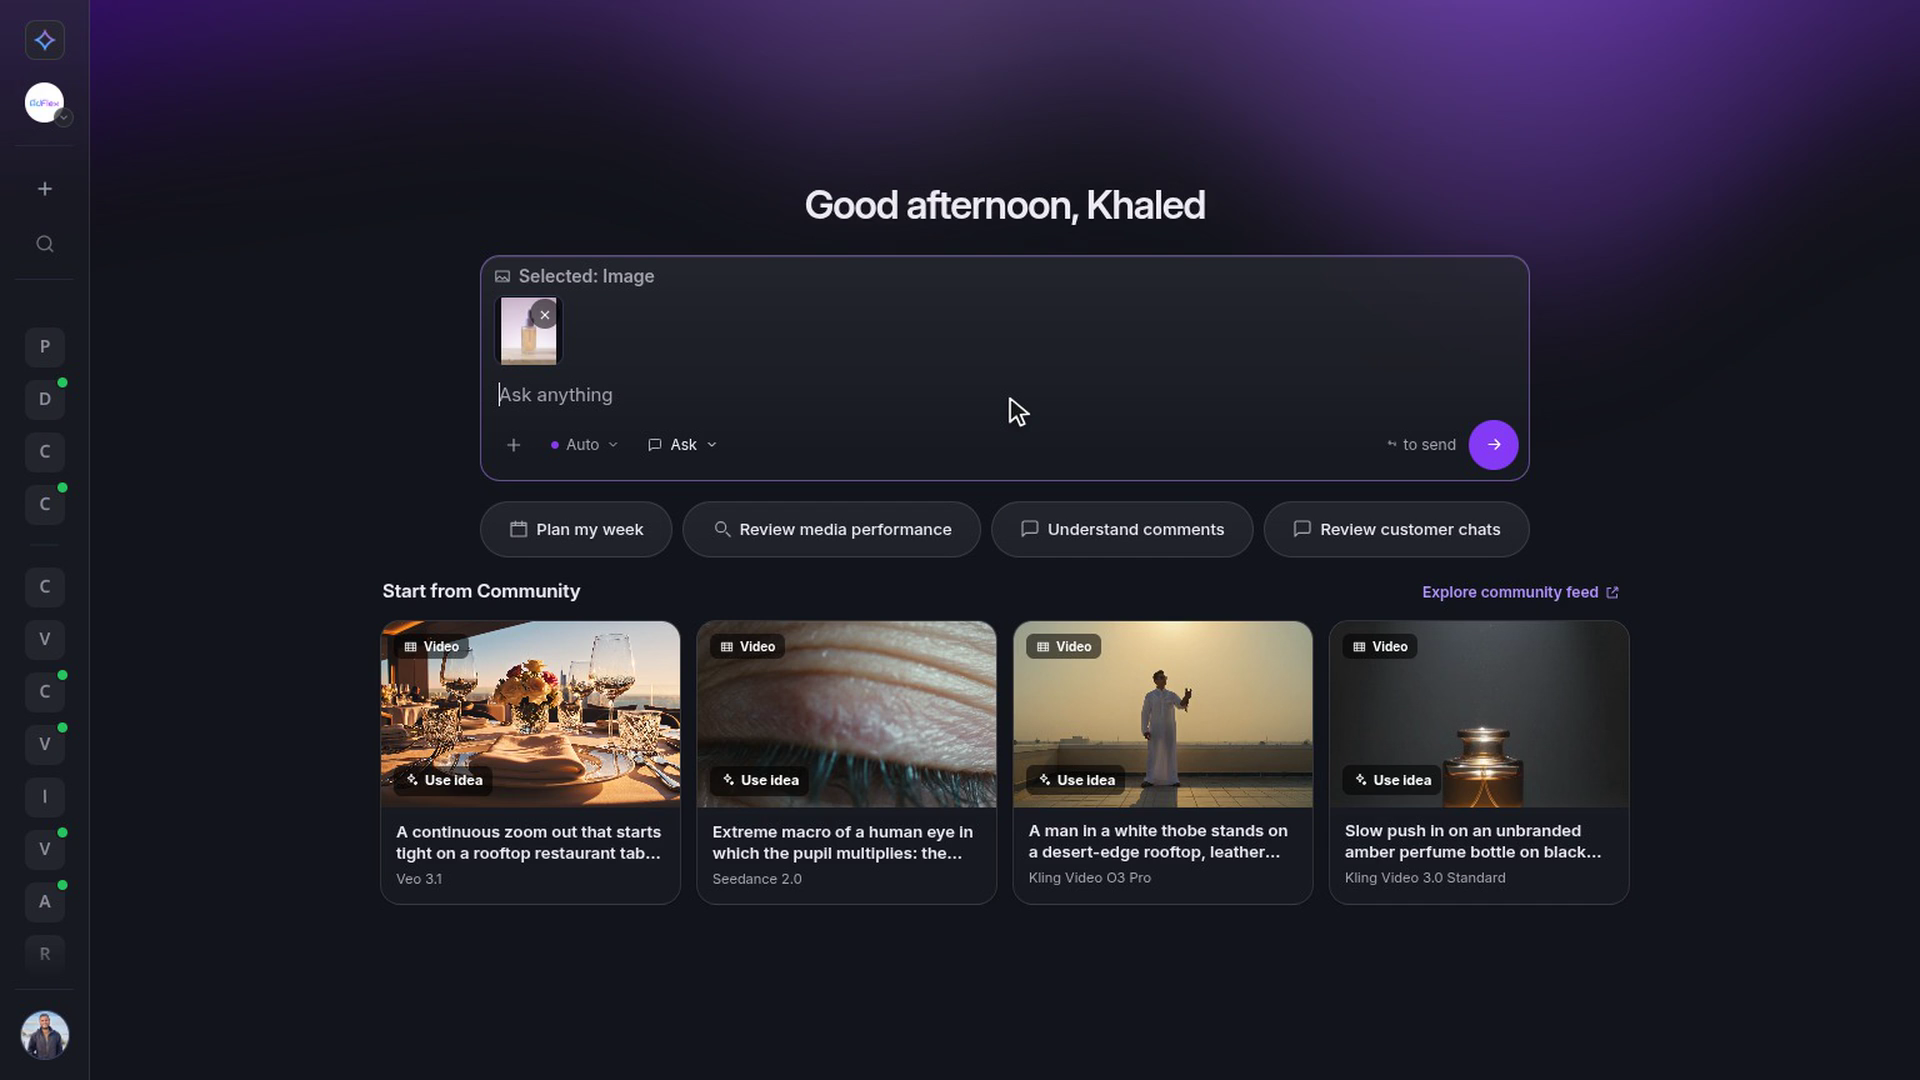 AdFlex
Good afternoon, Khaled
Selected: Image
Ask anything
Auto
Ask
to send
Plan my week
Review media performance
Understand comments
Review customer chats
Start from Community
Explore community feed
Video
Video
Video
Video
Use idea
Use idea
Use idea
Use idea
A continuous zoom out that starts
tight on a rooftop restaurant tab...
Veo 3.1
Extreme macro of a human eye in
which the pupil multiplies: the...
Seedance 2.0
A man in a white thobe stands on
a desert-edge rooftop, leather...
Kling Video O3 Pro
Slow push in on an unbranded
amber perfume bottle on black...
Kling Video 3.0 Standard
P
D
C
C
C
V
C
V
I
V
A
R